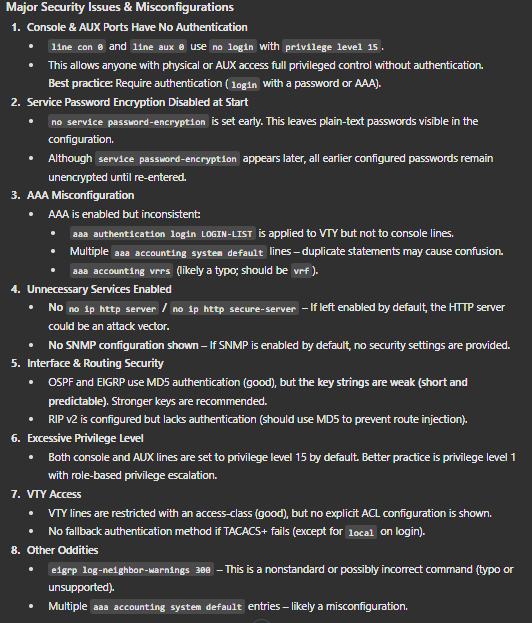 Major Security Issues & Misconfigurations
1. Console & AUX Ports Have No Authentication
• line con 0 and line aux 0 use no login with privilege level 15.
• This allows anyone with physical or AUX access full privileged control without authentication.
Best practice: Require authentication (login with a password or AAA).
2. Service Password Encryption Disabled at Start
• no service password-encryption is set early. This leaves plain-text passwords visible in the
configuration.
• Although service password-encryption appears later, all earlier configured passwords remain
unencrypted until re-entered.
3. AAA Misconfiguration
• AAA is enabled but inconsistent:
• aaa authentication login LOGIN-LIST is applied to VTY but not to console lines.
• Multiple aaa accounting system default lines – duplicate statements may cause confusion.
• aaa accounting vrrs (likely a typo; should be vrf).
4. Unnecessary Services Enabled
• No no ip http server / no ip http secure-server – If left enabled by default, the HTTP server
could be an attack vector.
• No SNMP configuration shown – If SNMP is enabled by default, no security settings are provided.
5. Interface & Routing Security
• OSPF and EIGRP use MD5 authentication (good), but the key strings are weak (short and
predictable). Stronger keys are recommended.
• RIP v2 is configured but lacks authentication (should use MD5 to prevent route injection).
6. Excessive Privilege Level
• Both console and AUX lines are set to privilege level 15 by default. Better practice is privilege level 1
with role-based privilege escalation.
7. VTY Access
• VTY lines are restricted with an access-class (good), but no explicit ACL configuration is shown.
• No fallback authentication method if TACACS+ fails (except for local on login).
8. Other Oddities
• eigrp log-neighbor-warnings 300 – This is a nonstandard or possibly incorrect command (typo or
unsupported).
• Multiple aaa accounting system default entries – likely a misconfiguration.